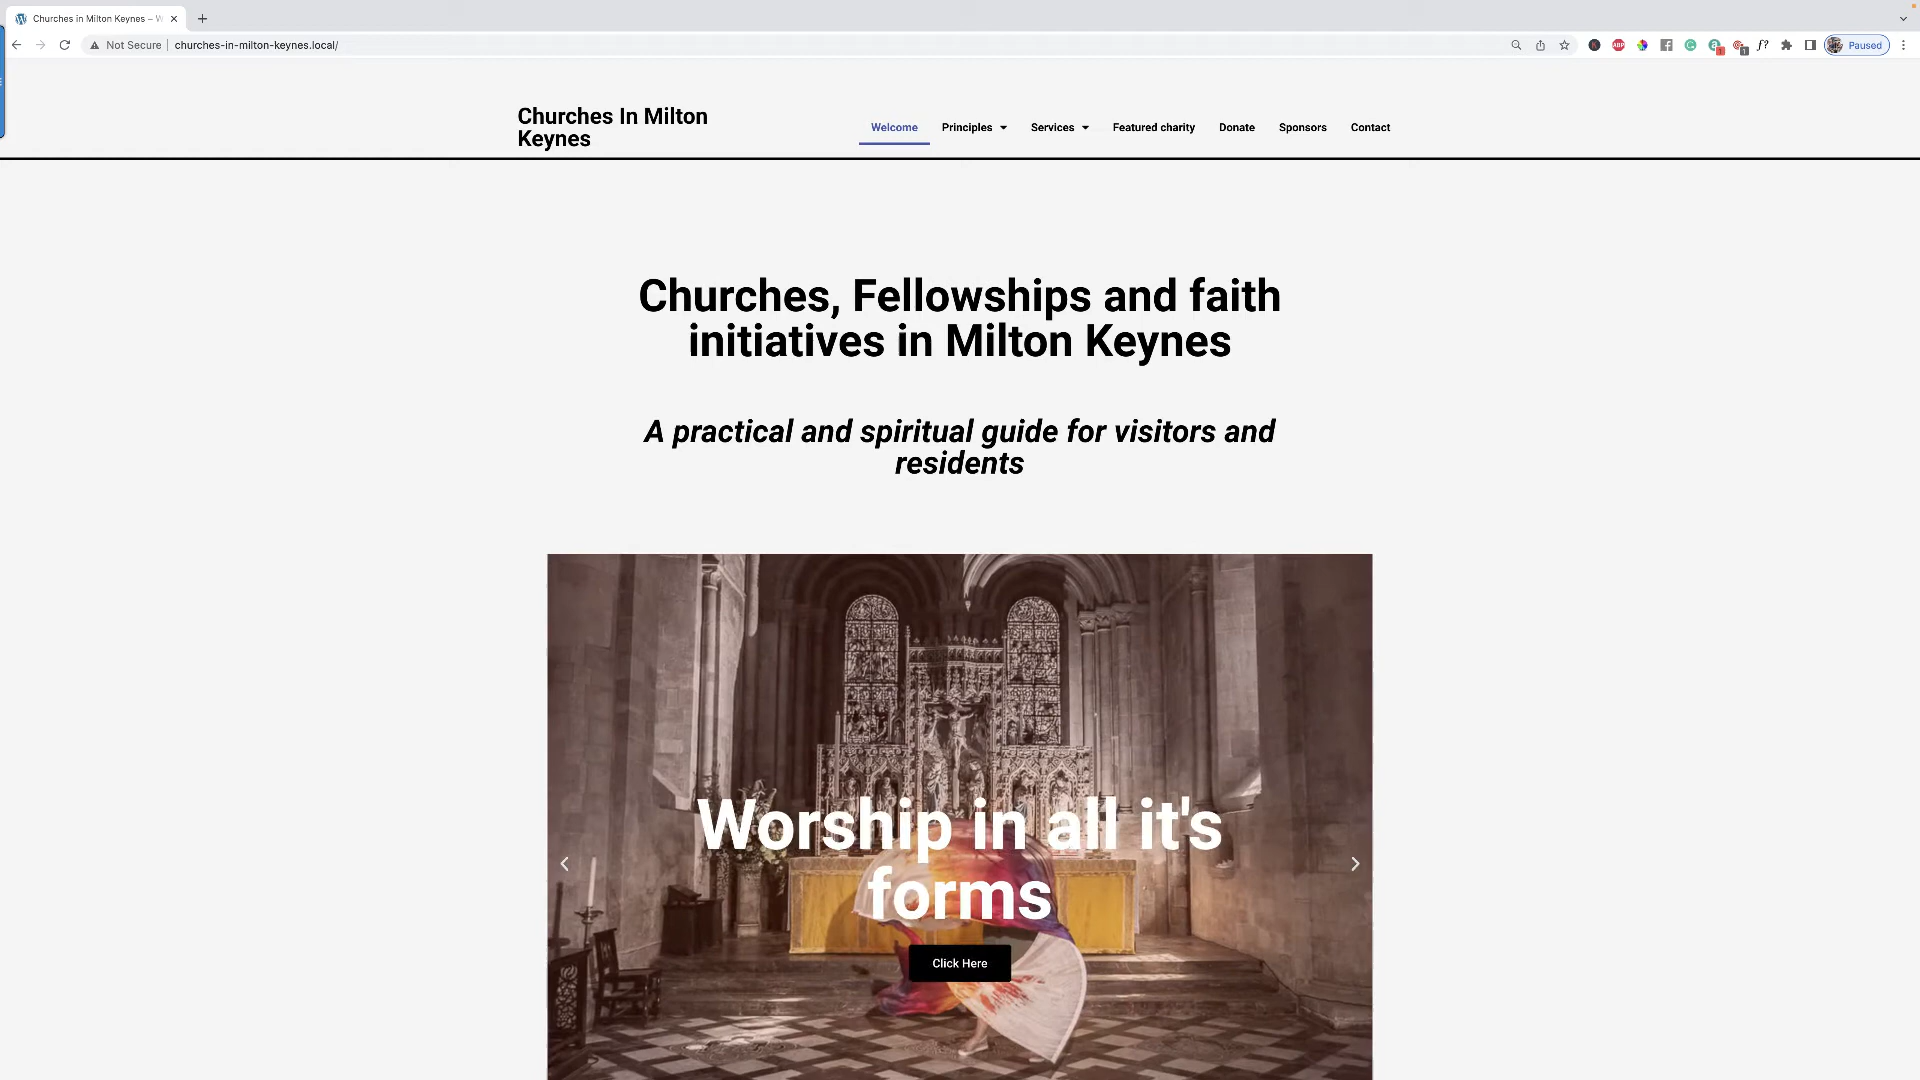 Churches in Milton Keynes – W
Not Secure
churches-in-milton-keynes.local/
ABP
f?
Paused
Churches In Milton
Keynes
Welcome
Principles
Services
Featured charity
Donate
Sponsors
Contact
Churches, Fellowships and faith
initiatives in Milton Keynes
A practical and spiritual guide for visitors and
residents
Worship in all it's
forms
Click Here